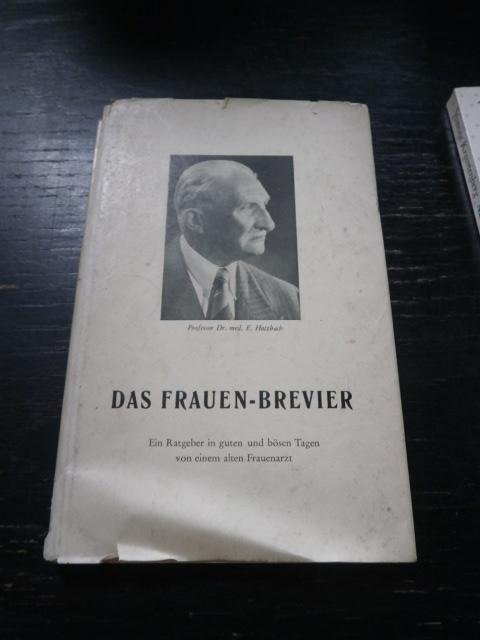 Professor Dr. med. E. Holzbach
DAS FRAUEN-BREVIER
Ein Ratgeber in guten und bösen Tagen
von einem alten Frauenarzt